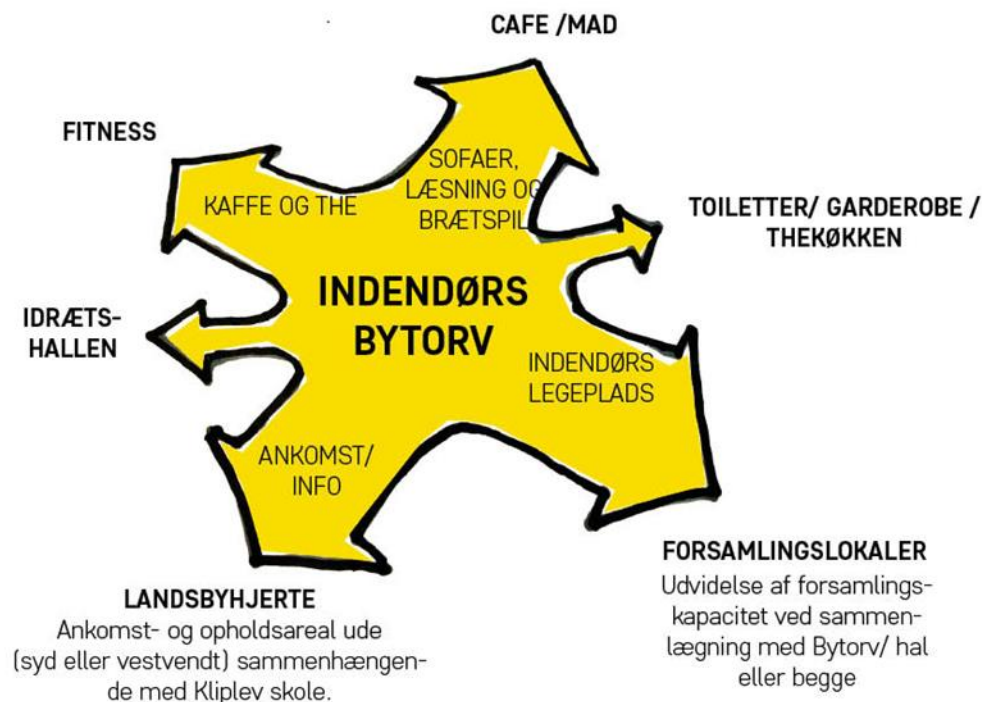 CAFE /MAD
FITNESS
SOFAER,
LÆSNING OG
BRÆTSPIL
KAFFE OG THE
TOILETTER/ GARDEROBE /
THEKØKKEN
INDENDØRS
BYTORV
IDRÆTS-
HALLEN
INDENDØRS
LEGEPLADS
ANKOMST/
INFO
LANDSBYHJERTE
Ankomst- og opholdsareal ude
(syd eller vestvendt) sammenhængen-
de med Kliplev skole.
FORSAMLINGSLOKALER
Udvidelse af forsamlings-
kapacitet ved sammen-
lægning med Bytorv/ hal
eller begge